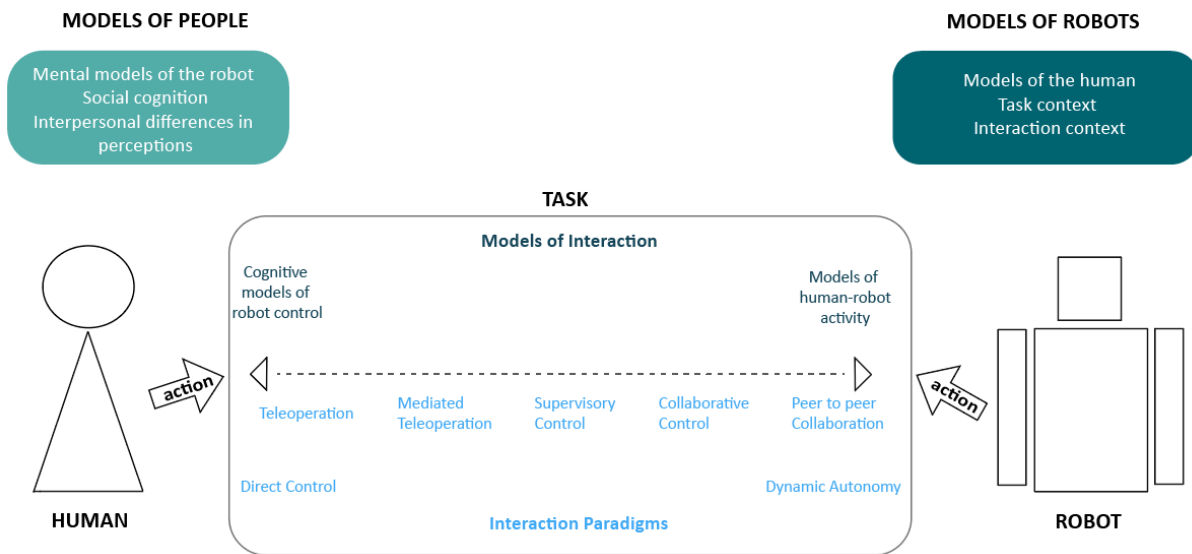 MODELS OF PEOPLE
Mental models of the robot
Social cognition
Interpersonal differences in
perceptions
MODELS OF ROBOTS
Models of the human
Task context
Interaction context
TASK
Models of Interaction
Cognitive
models of
robot control
Models of
human-robot
activity
action
action
Teleoperation
Mediated
Teleoperation
Supervisory
Control
Collaborative
Control
Peer to peer
Collaboration
Direct Control
Dynamic Autonomy
Interaction Paradigms
HUMAN
ROBOT